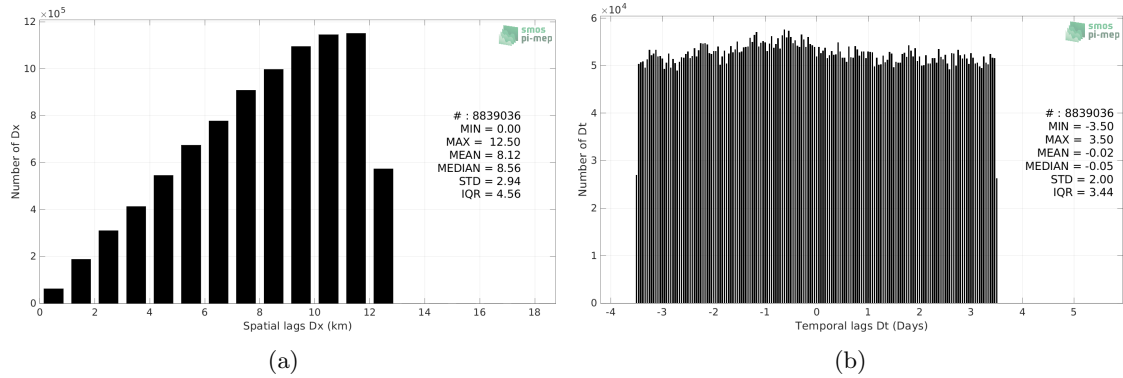 ×10⁵
12
10
8
6
4
2
0
Number of Dx
0 2 4 6 8 10 12 14 16 18
Spatial lags Dx (km)
smos
pi-mep
# : 8839036
MIN = 0.00
MAX = 12.50
MEAN = 8.12
MEDIAN = 8.56
STD = 2.94
IQR = 4.56
(a)
×10⁴
6
5
4
3
2
1
0
Number of Dt
-4 -3 -2 -1 0 1 2 3 4 5
Temporal lags Dt (Days)
smos
pi-mep
# : 8839036
MIN = -3.50
MAX = 3.50
MEAN = -0.02
MEDIAN = -0.05
STD = 2.00
IQR = 3.44
(b)